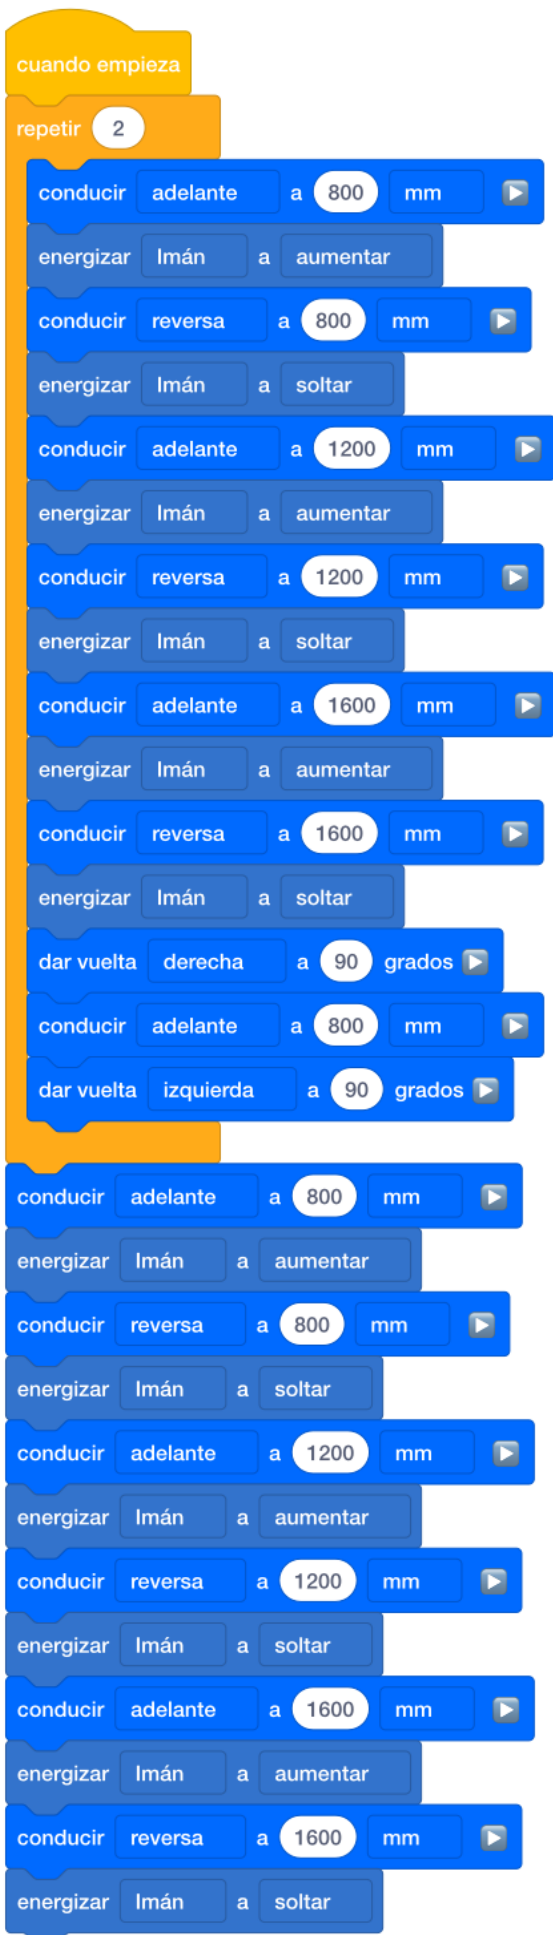 cuando empieza
repetir 2
conducir adelante a 800 mm
energizar Imán a aumentar
conducir reversa a 800 mm
energizar Imán a soltar
conducir adelante a 1200 mm
energizar Imán a aumentar
conducir reversa a 1200 mm
energizar Imán a soltar
conducir adelante a 1600 mm
energizar Imán a aumentar
conducir reversa a 1600 mm
energizar Imán a soltar
dar vuelta derecha a 90 grados
conducir adelante a 800 mm
dar vuelta izquierda a 90 grados
conducir adelante a 800 mm
energizar Imán a aumentar
conducir reversa a 800 mm
energizar Imán a soltar
conducir adelante a 1200 mm
energizar Imán a aumentar
conducir reversa a 1200 mm
energizar Imán a soltar
conducir adelante a 1600 mm
energizar Imán a aumentar
conducir reversa a 1600 mm
energizar Imán a soltar